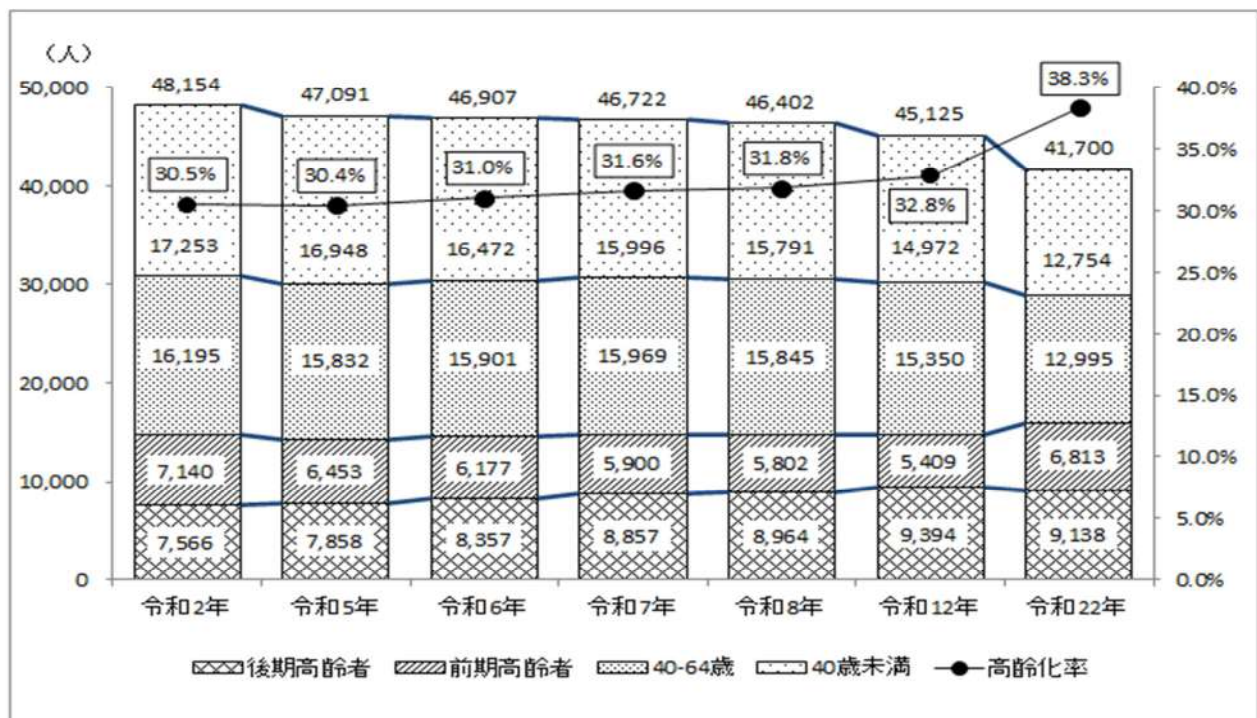 （人）
50,000
40,000
30,000
20,000
10,000
0
40.0%
35.0%
30.0%
25.0%
20.0%
15.0%
10.0%
5.0%
0.0%
48,154 47,091 46,907 46,722 46,402 45,125 41,700
30.5% 30.4% 31.0% 31.6% 31.8% 32.8% 38.3%
17,253 16,948 16,472 15,996 15,791 14,972 12,754
16,195 15,832 15,901 15,969 15,845 15,350 12,995
7,140 6,453 6,177 5,900 5,802 5,409 6,813
7,566 7,858 8,357 8,857 8,964 9,394 9,138
令和2年 令和5年 令和6年 令和7年 令和8年 令和12年 令和22年
後期高齢者 前期高齢者 40-64歳 40歳未満 高齢化率